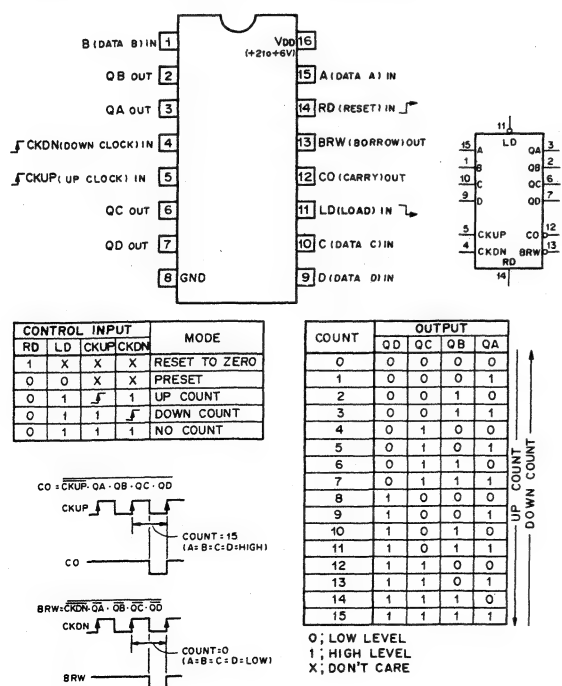 B (DATA B) IN 1
QB OUT 2
QA OUT 3
CKDN (DOWN CLOCK) IN 4
CKUP (UP CLOCK) IN 5
QC OUT 6
QD OUT 7
8 GND
VDD 16
(+2 TO +6V)
15 A (DATA A) IN
14 RD (RESET) IN
13 BRW (BORROW) OUT
12 CO (CARRY) OUT
11 LD (LOAD) IN
10 C (DATA C) IN
9 D (DATA D) IN
11
LD
15 A QA 3
1 B QB 2
10 C QC 6
9 D QD 7
5 CKUP CO 12
4 CKDN BRW 13
RD
14
CONTROL INPUT MODE
RD LD CKUP CKDN
1 X X X RESET TO ZERO
0 0 X X PRESET
0 1 1 UP COUNT
0 1 1 DOWN COUNT
0 1 1 1 NO COUNT
COUNT OUTPUT
QD QC QB QA
0 0 0 0 0
1 0 0 0 1
2 0 0 1 0
3 0 0 1 1
4 0 1 0 0
5 0 1 0 1
6 0 1 1 0
7 0 1 1 1
8 1 0 0 0
9 1 0 0 1
10 1 0 1 0
11 1 0 1 1
12 1 1 0 0
13 1 1 0 1
14 1 1 1 0
15 1 1 1 1
UP COUNT
DOWN COUNT
0 ; LOW LEVEL
1 ; HIGH LEVEL
X ; DON'T CARE
CO = CKUP · QA · QB · QC · QD
CKUP
COUNT = 15
(A=B=C=D=HIGH)
CO
BRW = CKDN · QA · QB · QC · QD
CKDN
COUNT=0
(A=B=C=D=LOW)
BRW